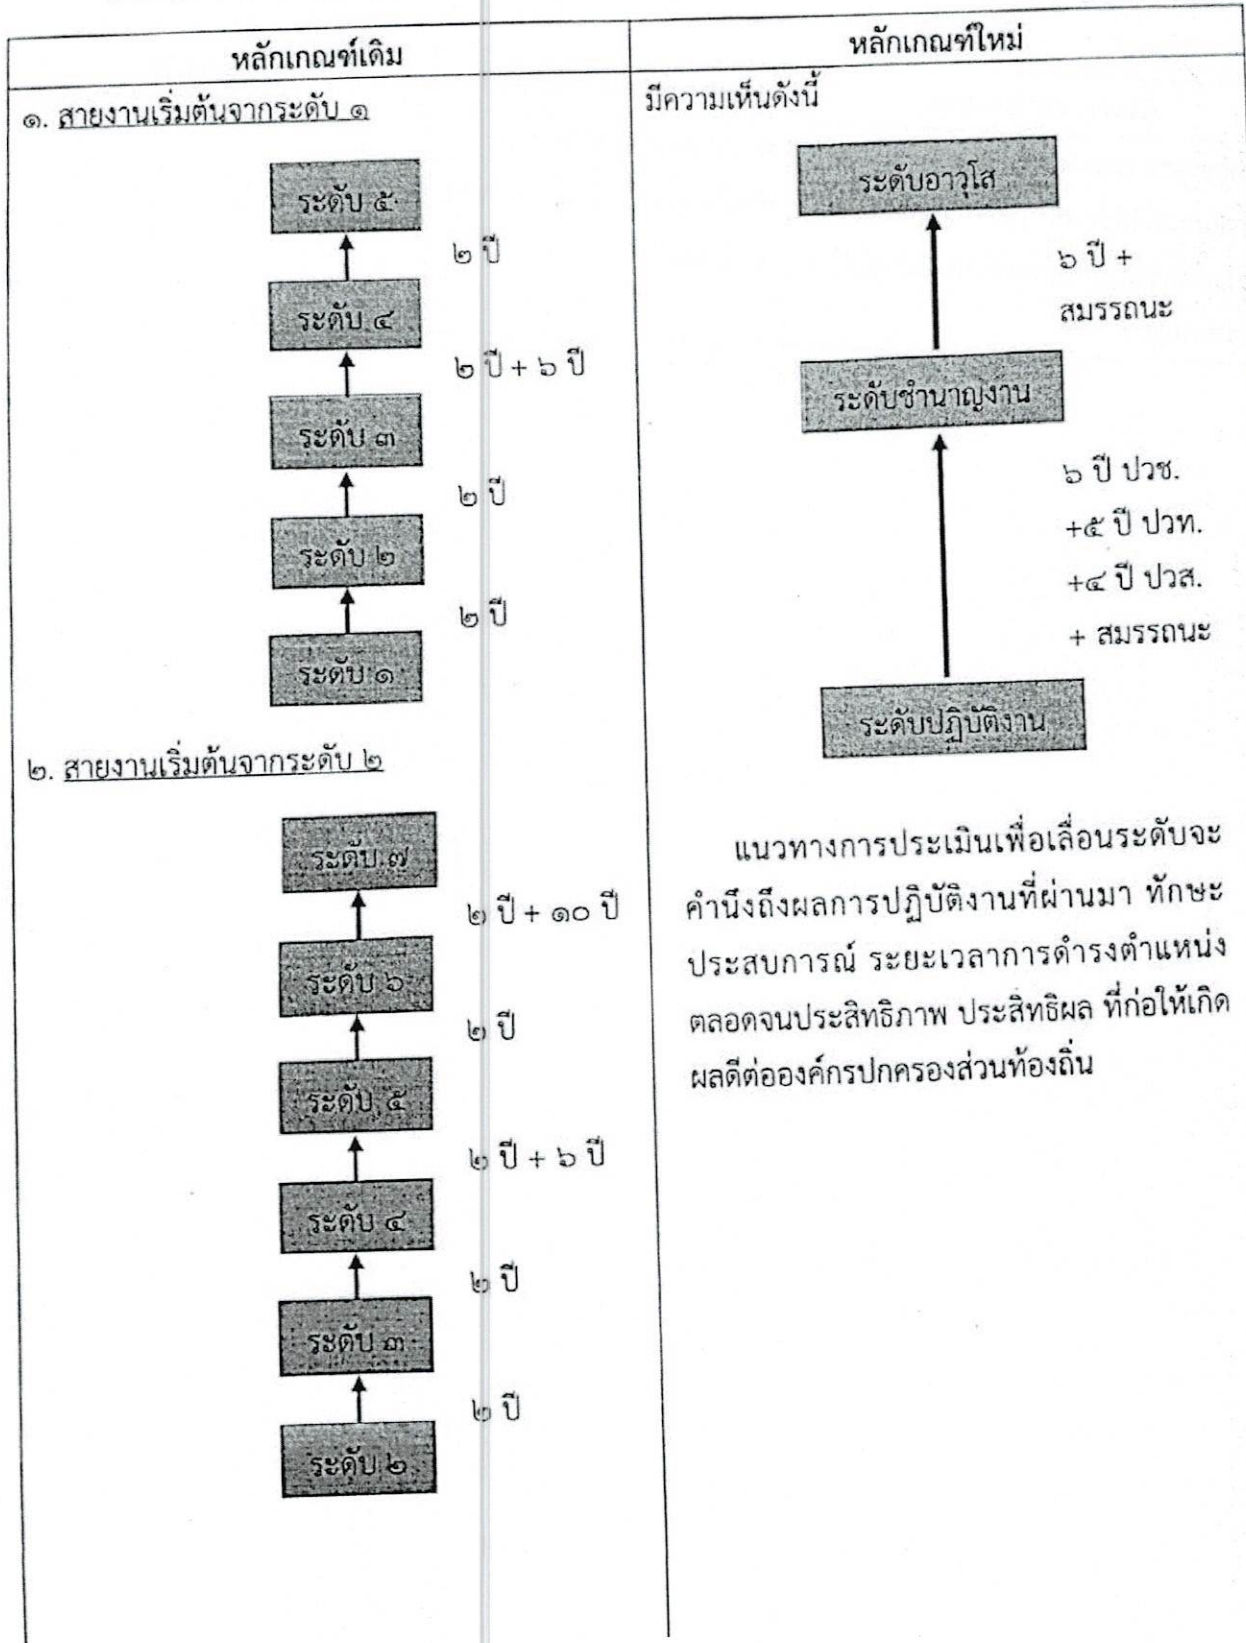 หลักเกณฑ์เดิม
๑. สายงานเริ่มต้นจากระดับ ๑
ระดับ ๕
๒ ปี
ระดับ ๔
๒ ปี + ๖ ปี
ระดับ ๓
๒ ปี
ระดับ ๒
๒ ปี
ระดับ ๑
๒. สายงานเริ่มต้นจากระดับ ๒
ระดับ ๗
๒ ปี + ๑๐ ปี
ระดับ ๖
๒ ปี
ระดับ ๕
๒ ปี + ๖ ปี
ระดับ ๔
๒ ปี
ระดับ ๓
๒ ปี
ระดับ ๒
หลักเกณฑ์ใหม่
มีความเห็นดังนี้
ระดับอาวุโส
๖ ปี +
สมรรถนะ
ระดับชำนาญงาน
๖ ปี ปวช.
+๕ ปี ปวท.
+๔ ปี ปวส.
+ สมรรถนะ
ระดับปฏิบัติงาน
แนวทางการประเมินเพื่อเลื่อนระดับจะ
คำนึงถึงผลการปฏิบัติงานที่ผ่านมา ทักษะ
ประสบการณ์ ระยะเวลาการดำรงตำแหน่ง
ตลอดจนประสิทธิภาพ ประสิทธิผล ที่ก่อให้เกิด
ผลดีต่อองค์กรปกครองส่วนท้องถิ่น